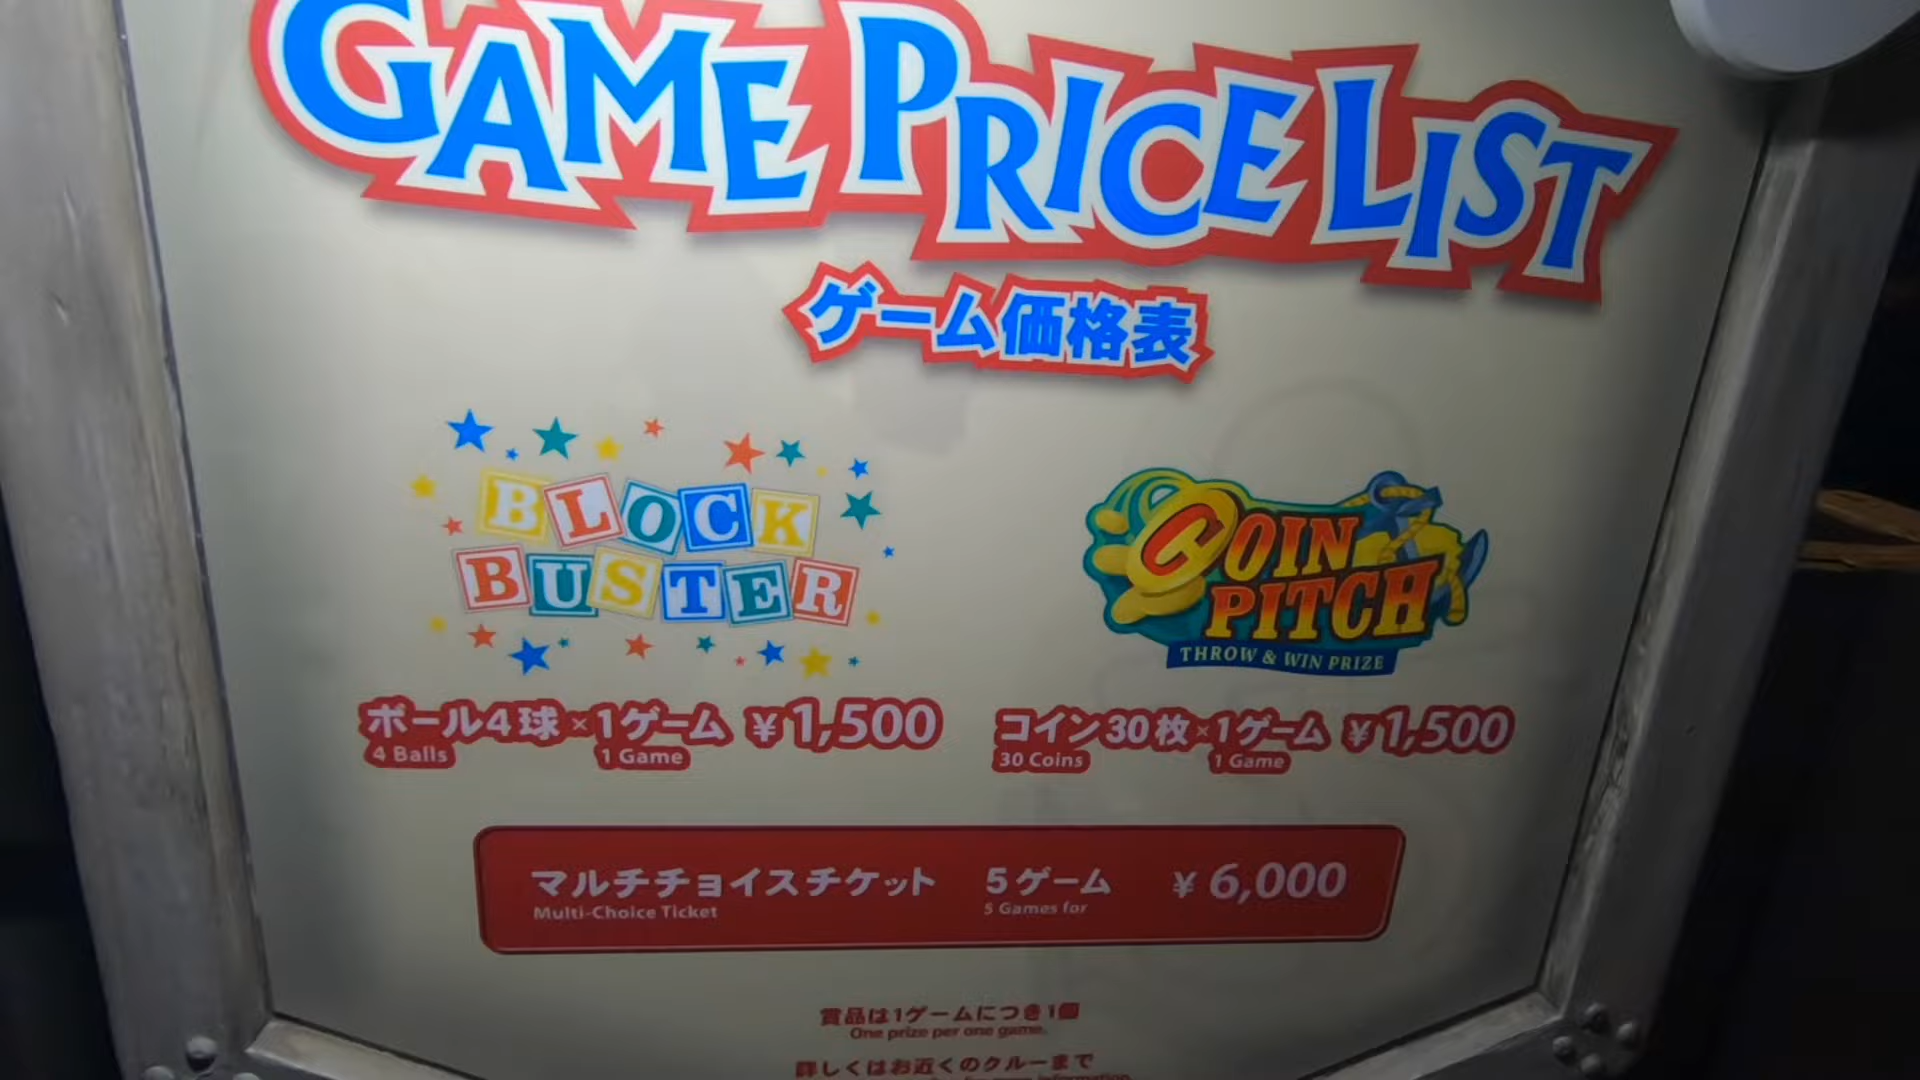 GAME PRICE LIST
ゲーム価格表
BLOCK
BUSTER
COIN
PITCH
THROW & WIN PRIZE
ボール4球×1ゲーム ¥1,500
4 Balls 1 Game
コイン30枚×1ゲーム ¥1,500
30 Coins 1 Game
マルチチョイスチケット 5ゲーム ¥6,000
Multi-Choice Ticket 5 Games for
賞品は1ゲームにつき1個
One prize per one game.
詳しくはお近くのクルーまで
for more information